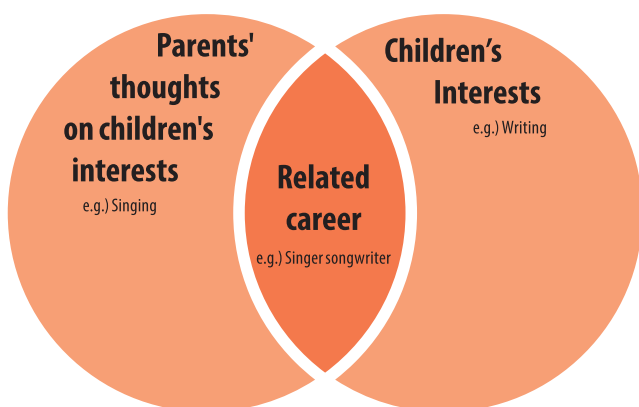 Parents'
thoughts
on children's
interests
e.g.) Singing
Related
career
e.g.) Singer songwriter
Children’s
Interests
e.g.) Writing